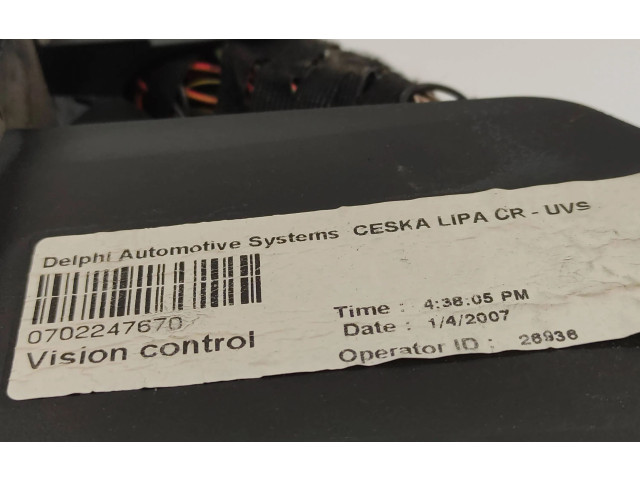 Delphi Automotive Systems CESKA LIPA CR - UVS
0702247670
Vision control
Time : 4:38:05 PM
Date : 1/4/2007
Operator ID : 26936